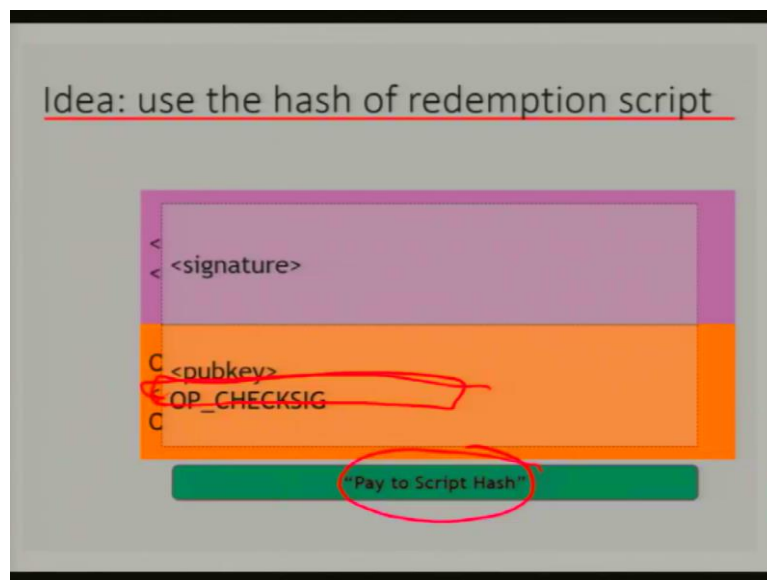 Idea: use the hash of redemption script
<
<signature>
<
O
<pubkey>
OP_CHECKSIG
O
"Pay to Script Hash"